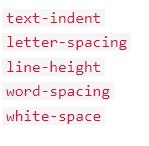 text-indent
letter-spacing
line-height
word-spacing
white-space